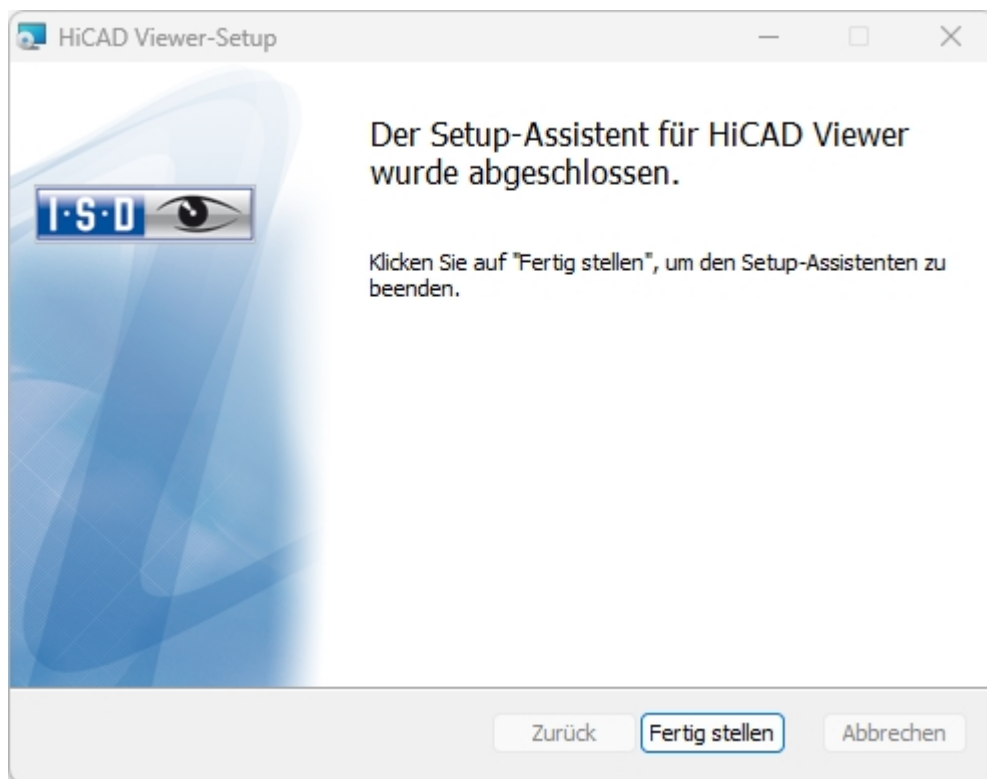 HiCAD Viewer-Setup
Der Setup-Assistent für HiCAD Viewer
wurde abgeschlossen.
I·S·D
Klicken Sie auf "Fertig stellen", um den Setup-Assistenten zu
beenden.
Zurück Fertig stellen Abbrechen